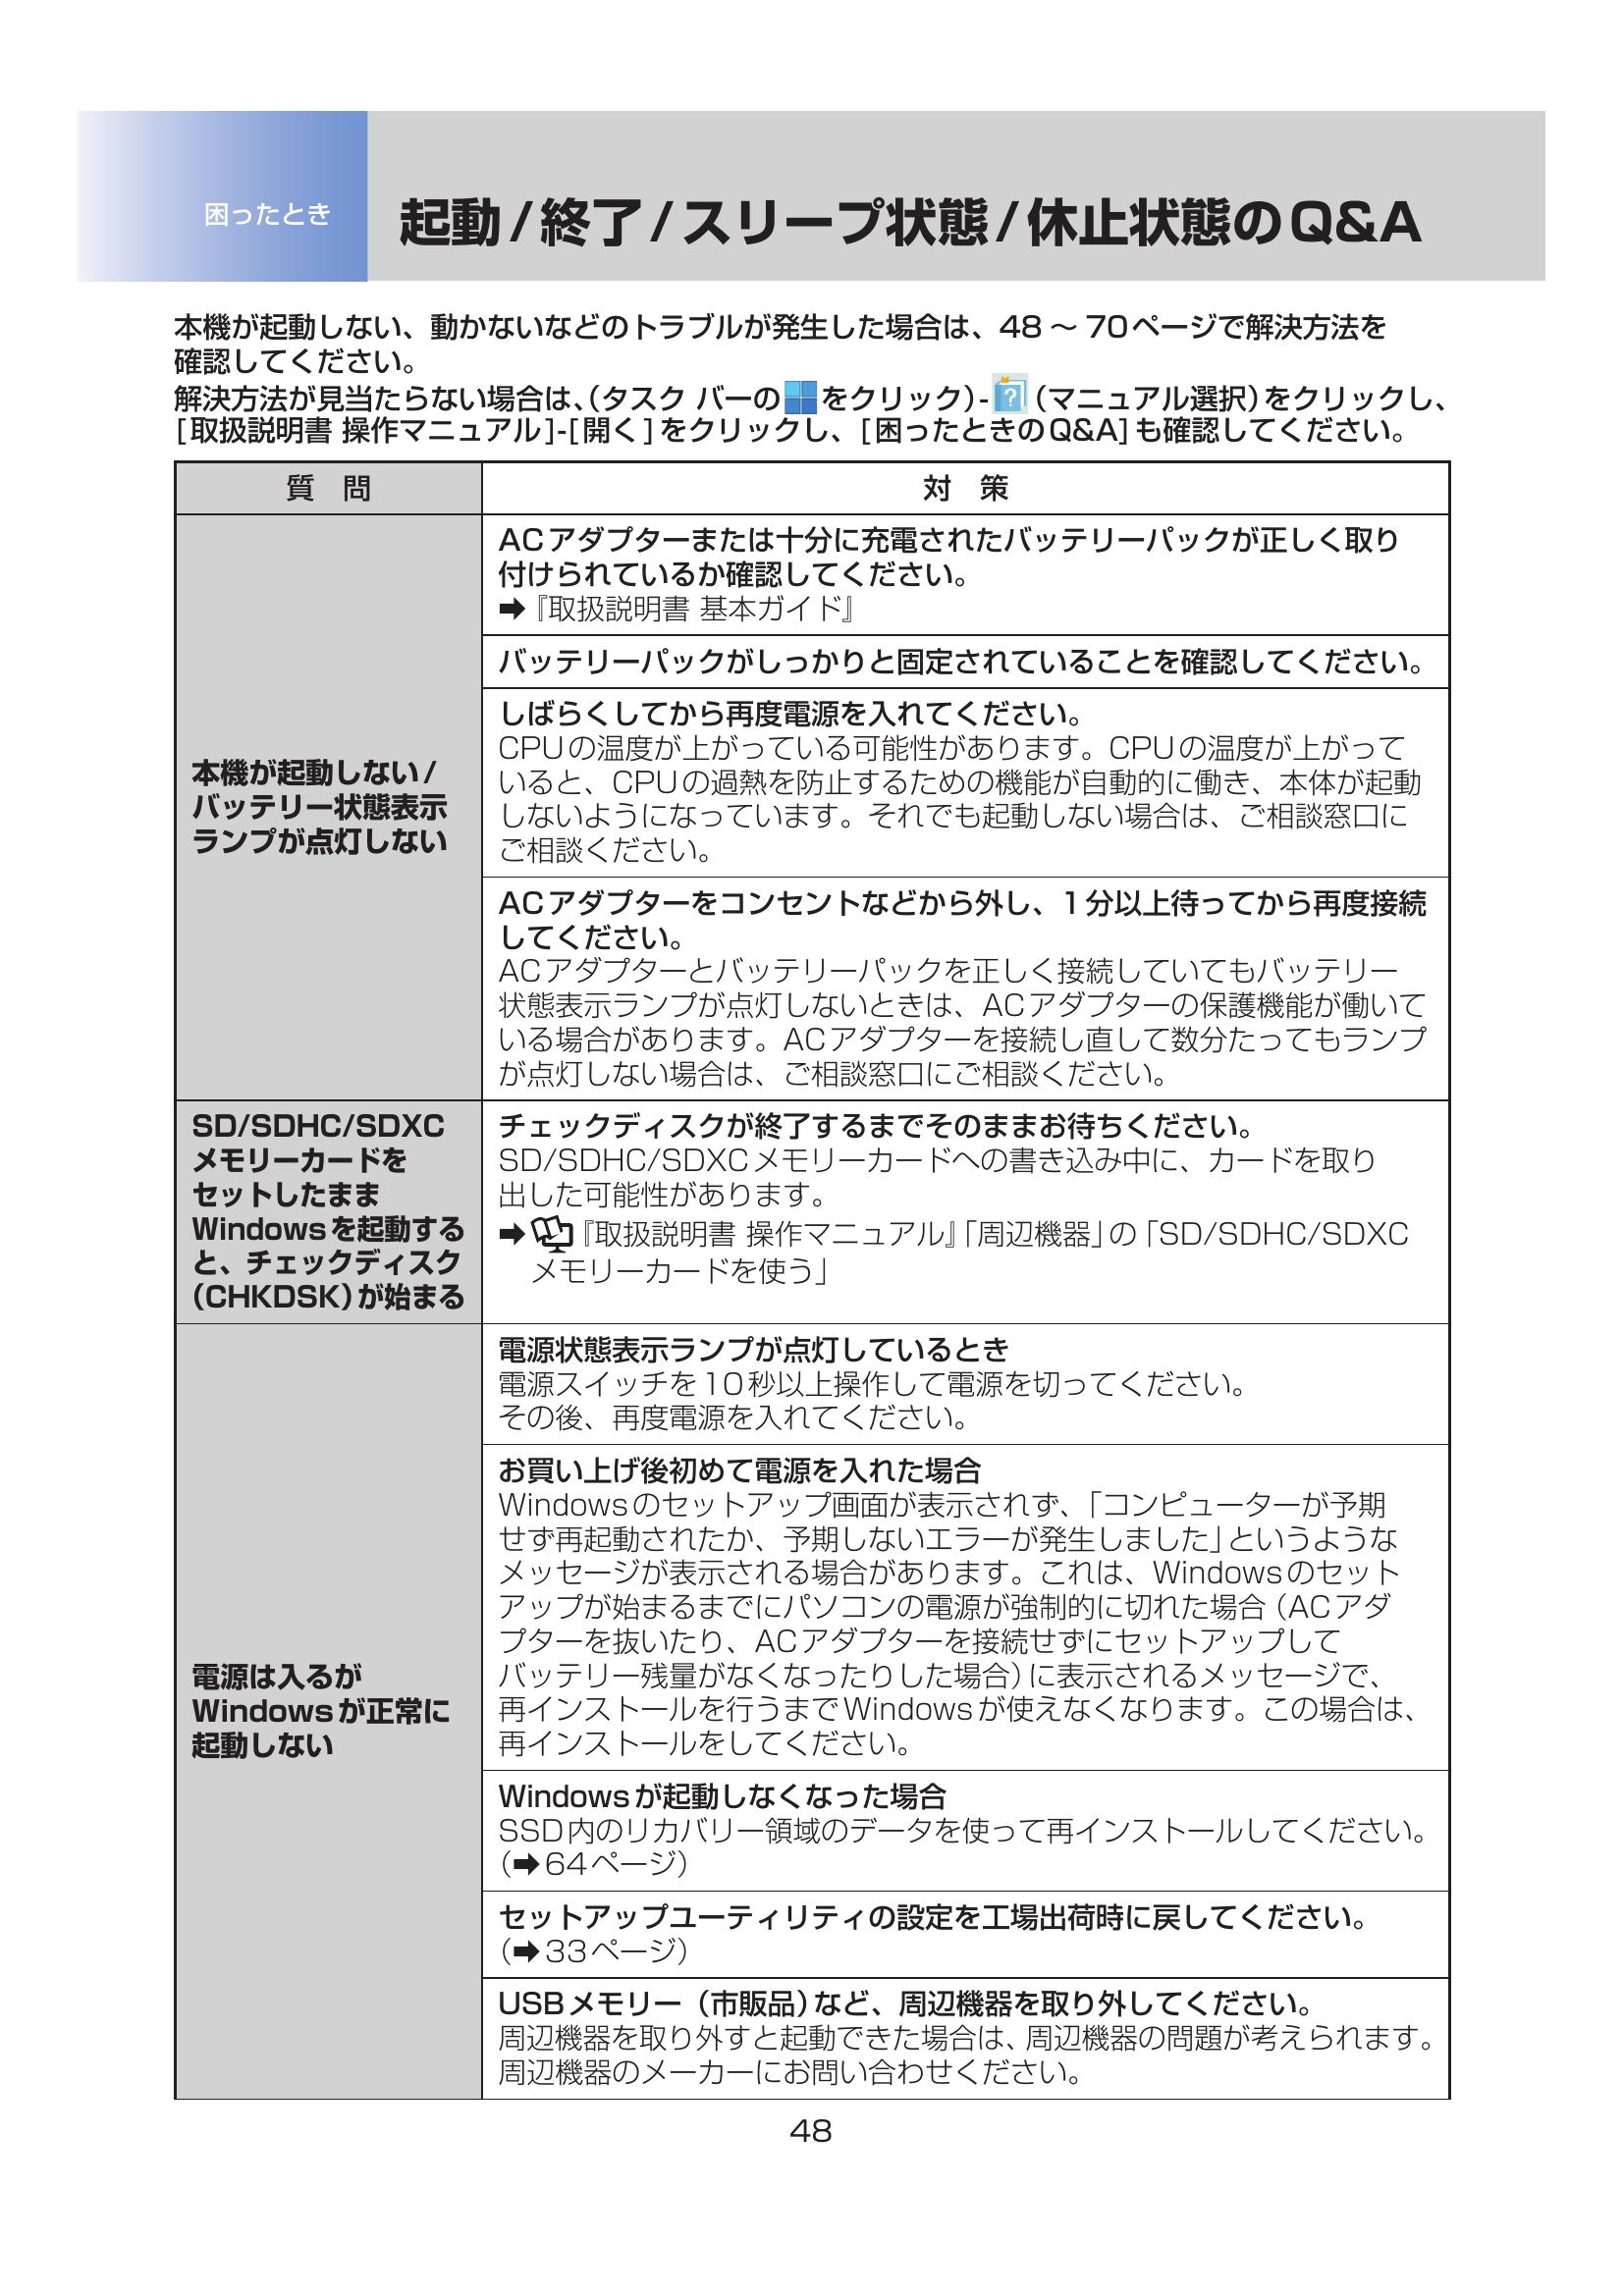 困ったとき
起動/終了/スリープ状態/休止状態のQ&A
本機が起動しない、動かないなどのトラブルが発生した場合は、48 ～ 70ページで解決方法を
確認してください。
解決方法が見当たらない場合は、（タスク バーの をクリック）- （マニュアル選択）をクリックし、
[取扱説明書 操作マニュアル]-[開く]をクリックし、[困ったときのQ&A]も確認してください。
質 問
対 策
本機が起動しない/
バッテリー状態表示
ランプが点灯しない
ACアダプターまたは十分に充電されたバッテリーパックが正しく取り
付けられているか確認してください。
➡『取扱説明書 基本ガイド』
バッテリーパックがしっかりと固定されていることを確認してください。
しばらくしてから再度電源を入れてください。
CPUの温度が上がっている可能性があります。CPUの温度が上がって
いると、CPUの過熱を防止するための機能が自動的に働き、本体が起動
しないようになっています。それでも起動しない場合は、ご相談窓口に
ご相談ください。
ACアダプターをコンセントなどから外し、1分以上待ってから再度接続
してください。
ACアダプターとバッテリーパックを正しく接続していてもバッテリー
状態表示ランプが点灯しないときは、ACアダプターの保護機能が働いて
いる場合があります。ACアダプターを接続し直して数分たってもランプ
が点灯しない場合は、ご相談窓口にご相談ください。
SD/SDHC/SDXC
メモリーカードを
セットしたまま
Windowsを起動する
と、チェックディスク
（CHKDSK）が始まる
チェックディスクが終了するまでそのままお待ちください。
SD/SDHC/SDXCメモリーカードへの書き込み中に、カードを取り
出した可能性があります。
➡『取扱説明書 操作マニュアル』「周辺機器」の「SD/SDHC/SDXC
メモリーカードを使う」
電源は入るが
Windowsが正常に
起動しない
電源状態表示ランプが点灯しているとき
電源スイッチを10秒以上操作して電源を切ってください。
その後、再度電源を入れてください。
お買い上げ後初めて電源を入れた場合
Windowsのセットアップ画面が表示されず、「コンピューターが予期
せず再起動されたか、予期しないエラーが発生しました」というような
メッセージが表示される場合があります。これは、Windowsのセット
アップが始まるまでにパソコンの電源が強制的に切れた場合（ACアダ
プターを抜いたり、ACアダプターを接続せずにセットアップして
バッテリー残量がなくなったりした場合）に表示されるメッセージで、
再インストールを行うまでWindowsが使えなくなります。この場合は、
再インストールをしてください。
Windowsが起動しなくなった場合
SSD内のリカバリー領域のデータを使って再インストールしてください。
（➡64ページ）
セットアップユーティリティの設定を工場出荷時に戻してください。
（➡33ページ）
USBメモリー（市販品）など、周辺機器を取り外してください。
周辺機器を取り外すと起動できた場合は、周辺機器の問題が考えられます。
周辺機器のメーカーにお問い合わせください。
48